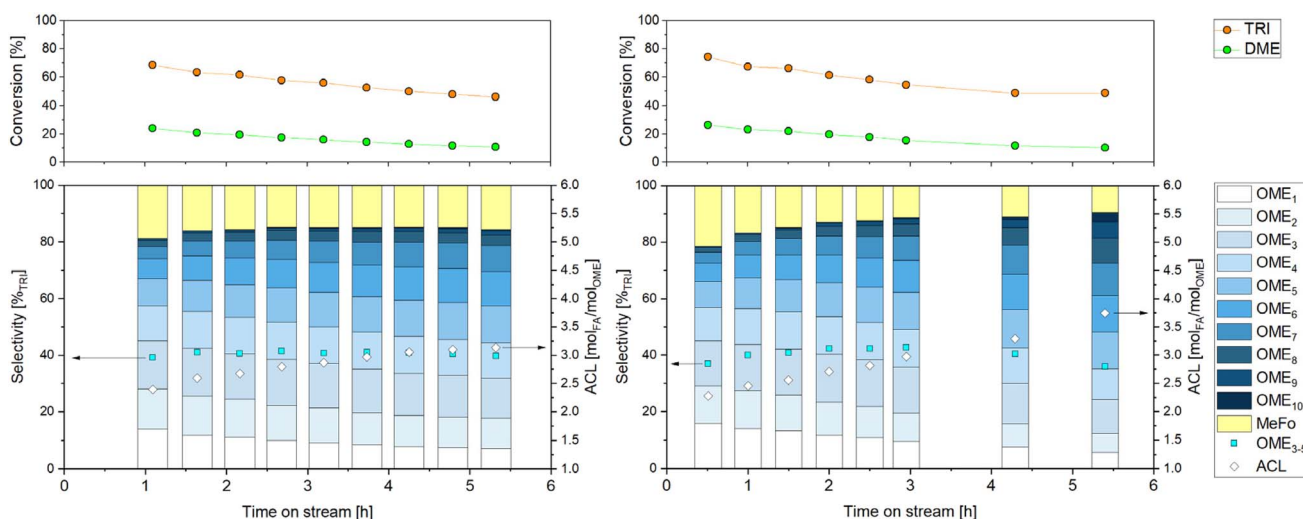 100
80
60
40
20
0
Conversion [%]
100
80
60
40
20
0
Selectivity [%TRI]
6.0
5.5
5.0
4.5
4.0
3.5
3.0
2.5
2.0
1.5
1.0
ACL [molFA/molOME]
0 1 2 3 4 5 6
Time on stream [h]
100
80
60
40
20
0
Conversion [%]
100
80
60
40
20
0
Selectivity [%TRI]
6.0
5.5
5.0
4.5
4.0
3.5
3.0
2.5
2.0
1.5
1.0
ACL [molFA/molOME]
0 1 2 3 4 5 6
Time on stream [h]
TRI
DME
OME1
OME2
OME3
OME4
OME5
OME6
OME7
OME8
OME9
OME10
MeFo
OME3-5
ACL